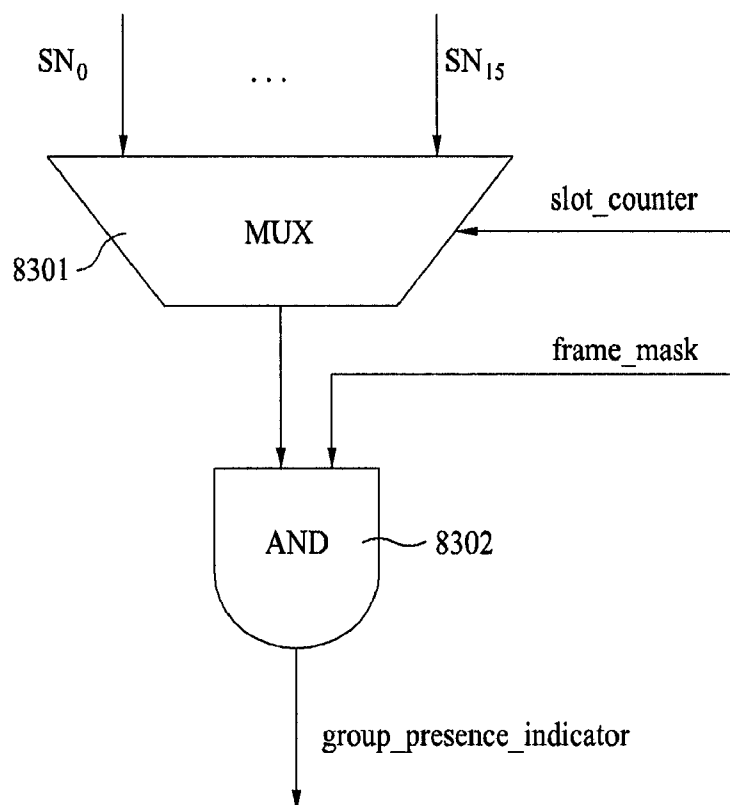 SN₀ ... SN₁₅
slot_counter
MUX
8301
frame_mask
AND 8302
group_presence_indicator